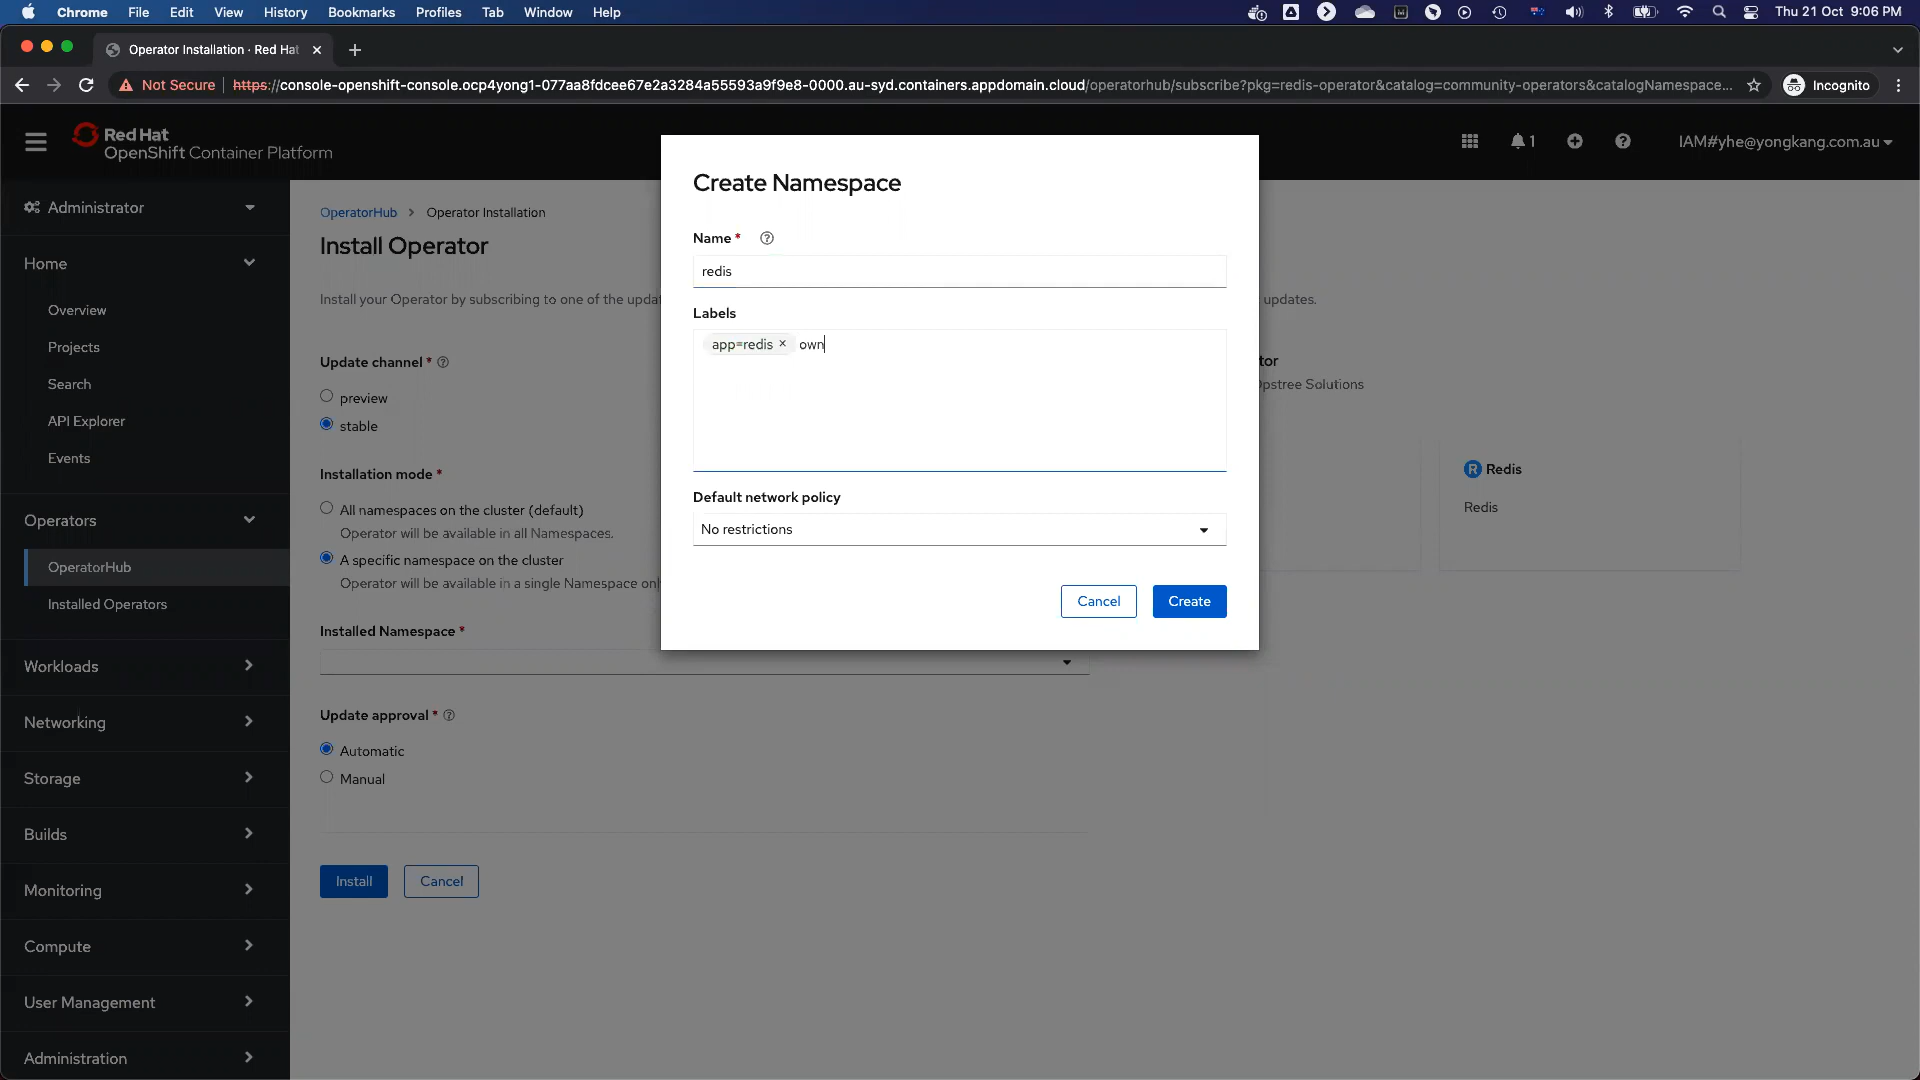 Chrome File Edit View History Bookmarks Profiles Tab Window Help
Thu 21 Oct 9:06 PM
Operator Installation · Red Hat
Not Secure https://console-openshift-console.ocp4yong1-077aa8fdcee67e2a3284a55593a9f9e8-0000.au-syd.containers.appdomain.cloud/operatorhub/subscribe?pkg=redis-operator&catalog=community-operators&catalogNamespace...
Incognito
Red Hat
OpenShift Container Platform
1
IAM#yhe@yongkang.com.au
Administrator
Home
Overview
Projects
Search
API Explorer
Events
Operators
OperatorHub
Installed Operators
Workloads
Networking
Storage
Builds
Monitoring
Compute
User Management
Administration
OperatorHub > Operator Installation
Install Operator
Install your Operator by subscribing to one of the upda
updates.
Update channel *
preview
stable
Installation mode *
All namespaces on the cluster (default)
Operator will be available in all Namespaces.
A specific namespace on the cluster
Operator will be available in a single Namespace onl
Installed Namespace *
Update approval *
Automatic
Manual
Install
Cancel
Create Namespace
Name *
redis
Labels
app=redis × own
Default network policy
No restrictions
Cancel
Create
tor
Opstree Solutions
R Redis
Redis